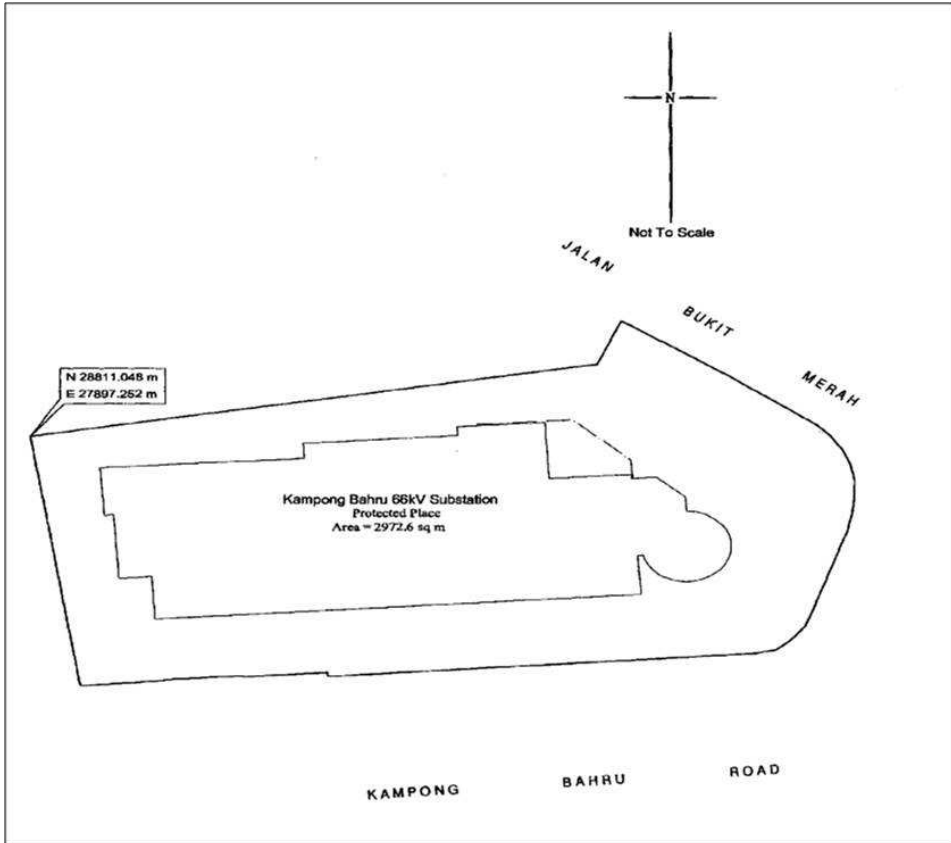 N
Not To Scale
JALAN
BUKIT
MERAH
N 28811.048 m
E 27897.252 m
Kampong Bahru 66kV Substation
Protected Place
Area = 2972.6 sq m
KAMPONG BAHRU ROAD